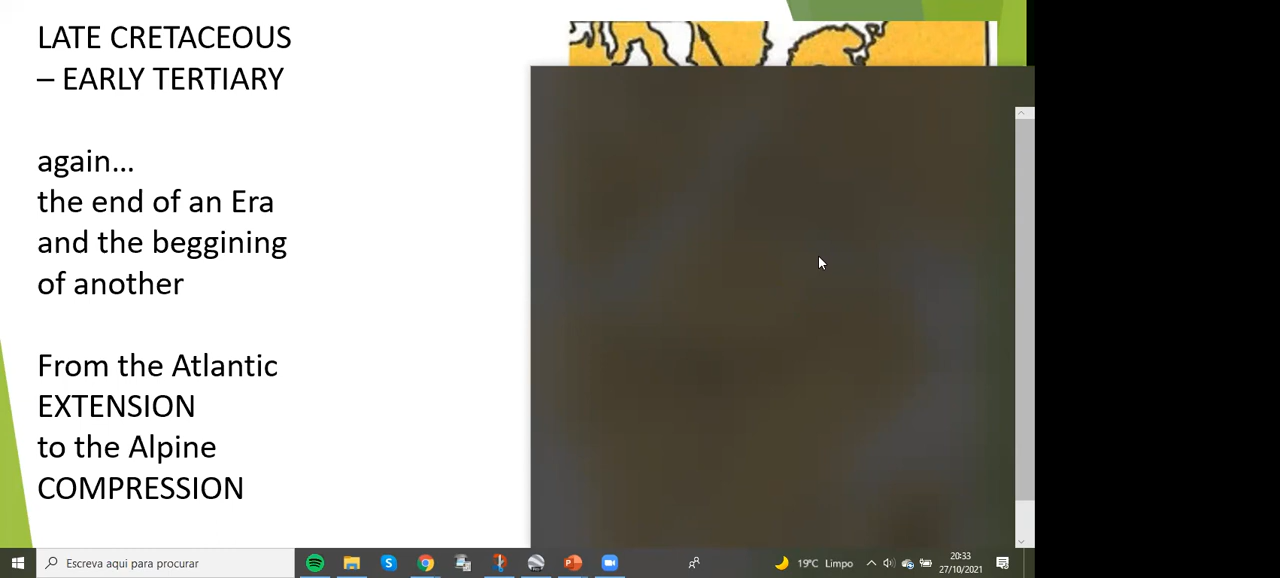 LATE CRETACEOUS
– EARLY TERTIARY
again...
the end of an Era
and the beggining
of another
From the Atlantic
EXTENSION
to the Alpine
COMPRESSION
Escreva aqui para procurar
19°C Limpo
20:33
27/10/2021